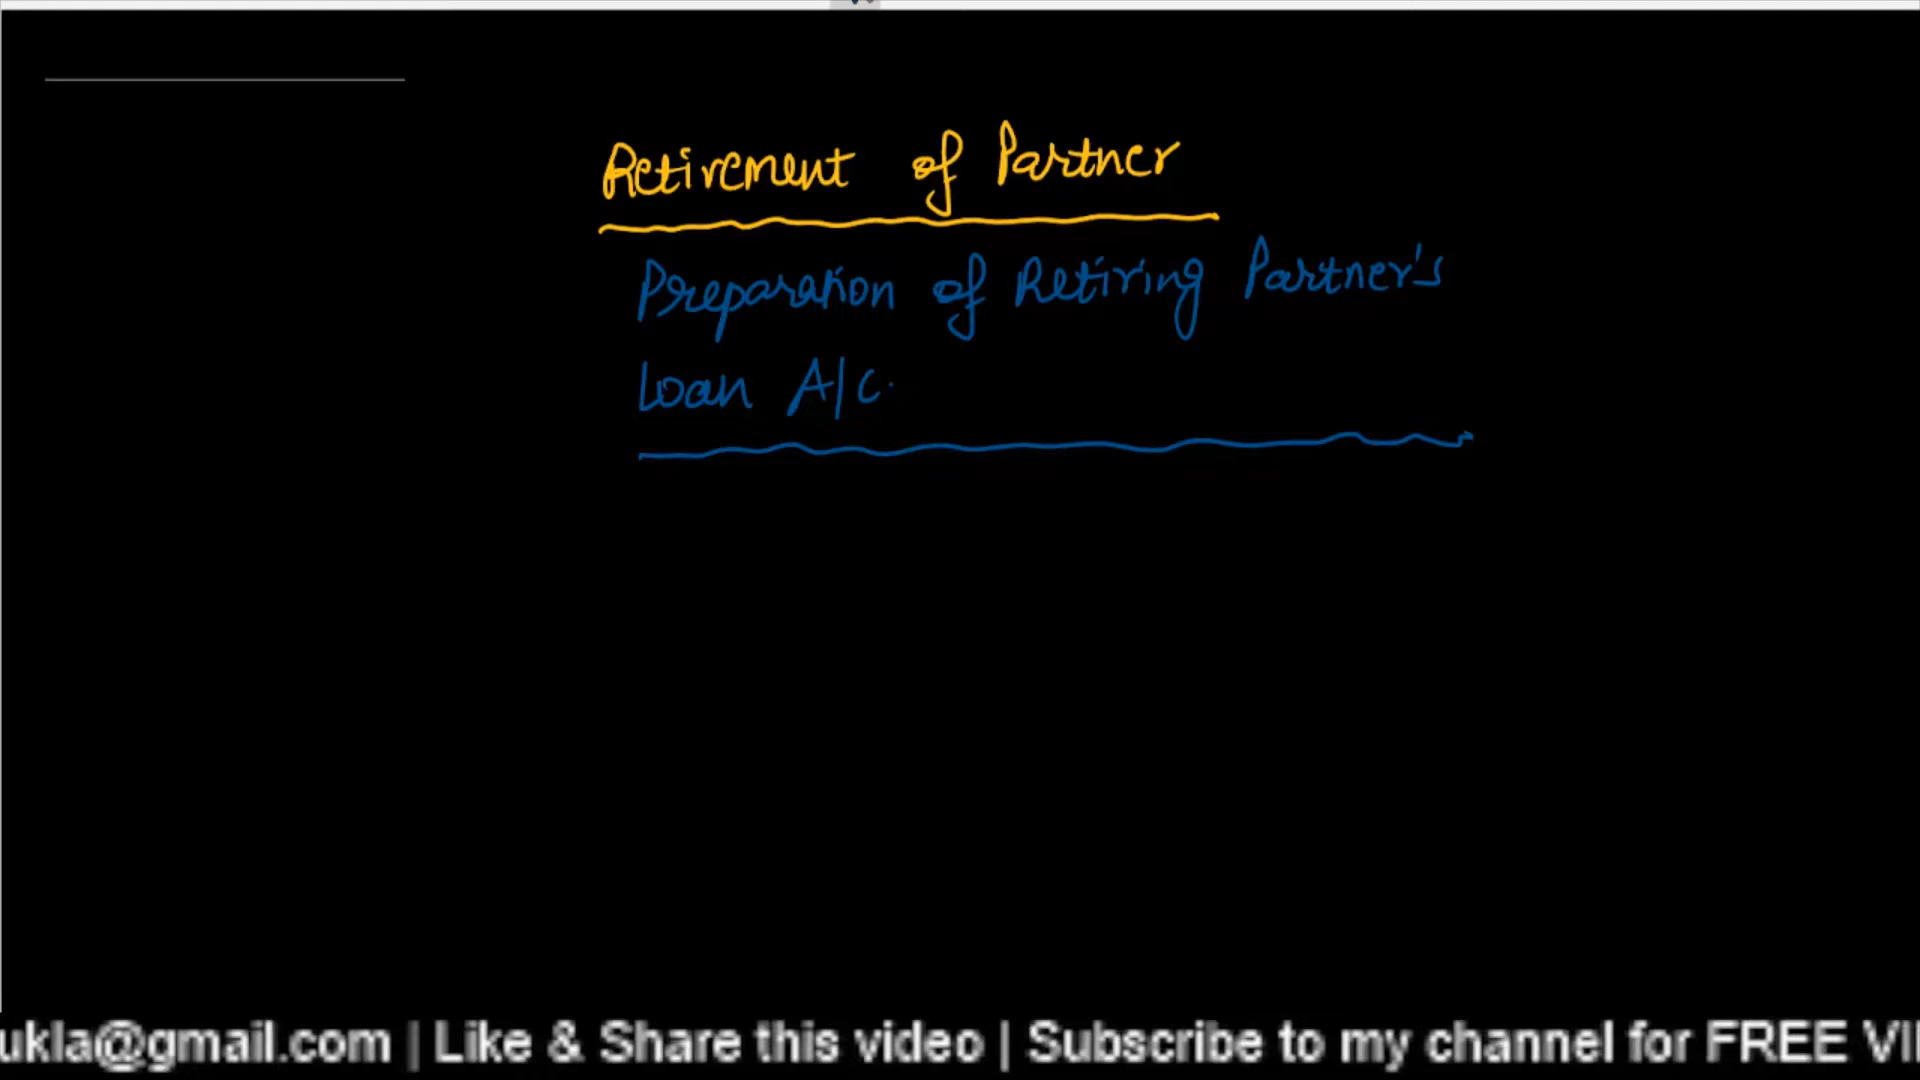 Retirement of Partner
Preparation of Retiring Partner's
Loan A/c.
ukla@gmail.com | Like & Share this video | Subscribe to my channel for FREE VI